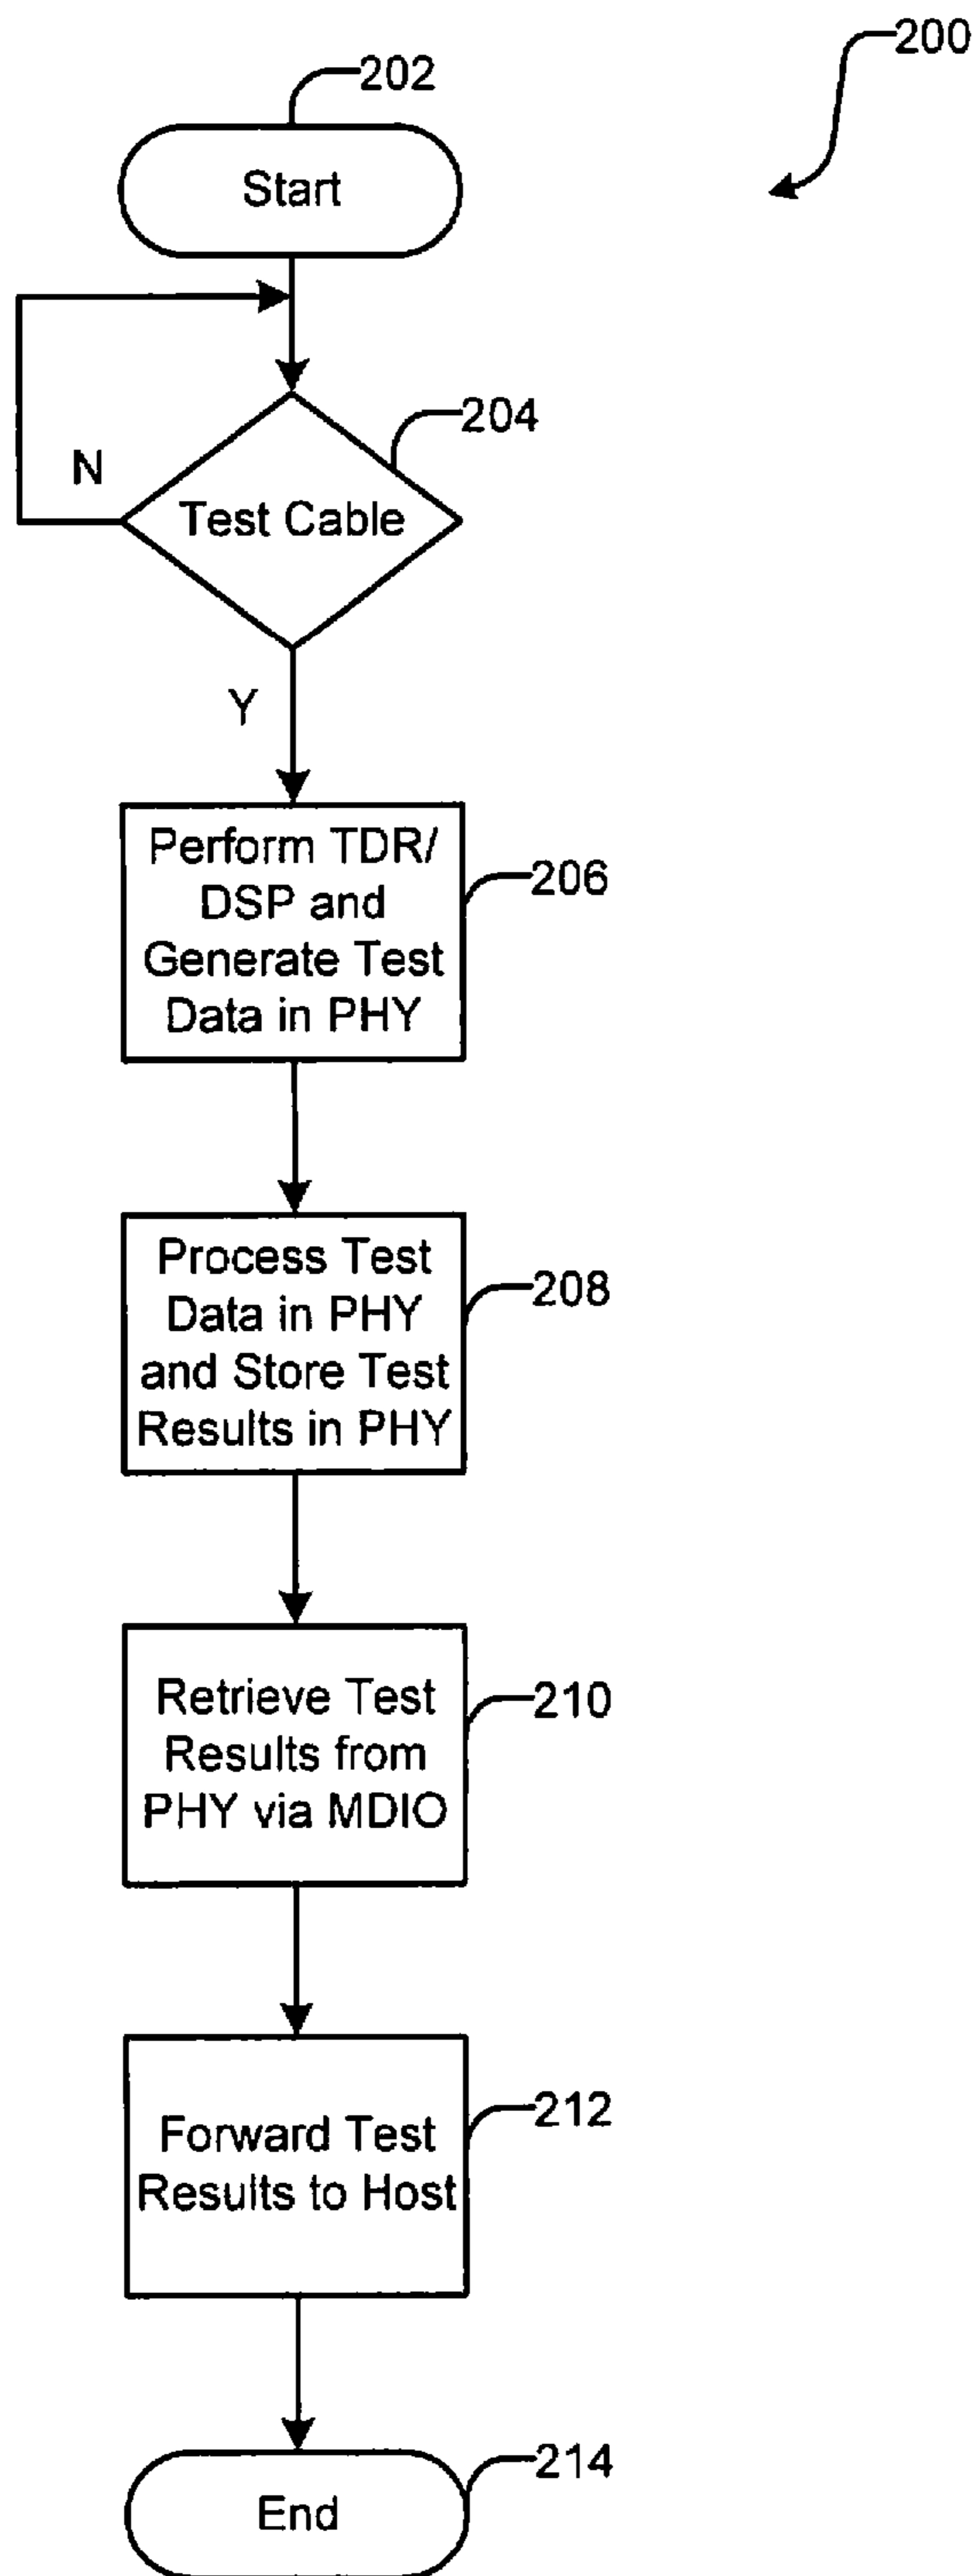 200
202
Start
204
N
Test Cable
Y
Perform TDR/
DSP and
Generate Test
Data in PHY
206
Process Test
Data in PHY
and Store Test
Results in PHY
208
Retrieve Test
Results from
PHY via MDIO
210
Forward Test
Results to Host
212
End
214